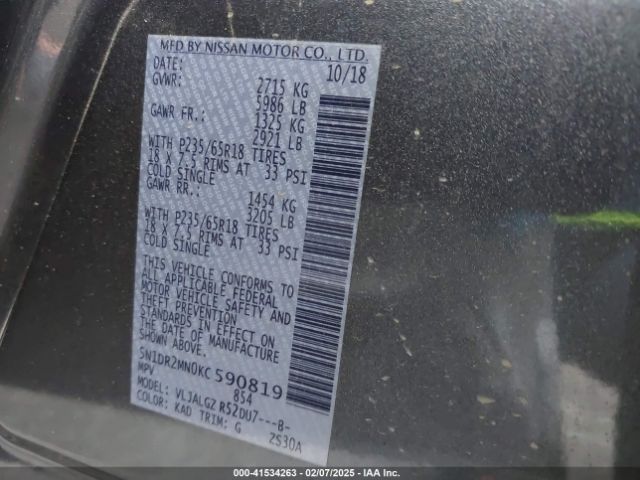 MFD BY NISSAN MOTOR CO., LTD.
DATE: 10/18
GVWR: 2715 KG
5986 LB
GAWR FR.: 1325 KG
2921 LB
WITH P235/65R18 TIRES
18 X 7.5 RIMS AT 33 PSI
COLD SINGLE
GAWR RR.: 1454 KG
3205 LB
WITH P235/65R18 TIRES
18 X 7.5 RIMS AT 33 PSI
COLD SINGLE
THIS VEHICLE CONFORMS TO
ALL APPLICABLE FEDERAL
MOTOR VEHICLE SAFETY AND
THEFT PREVENTION
STANDARDS IN EFFECT ON
THE DATE OF MANUFACTURE
SHOWN ABOVE.
5N1DR2MN0KC590819
MPV 854
MODEL: VLJALGZ R52DU7---B-
COLOR: KAD TRIM: G 2S30A
000-41534263 - 02/07/2025 - IAA Inc.